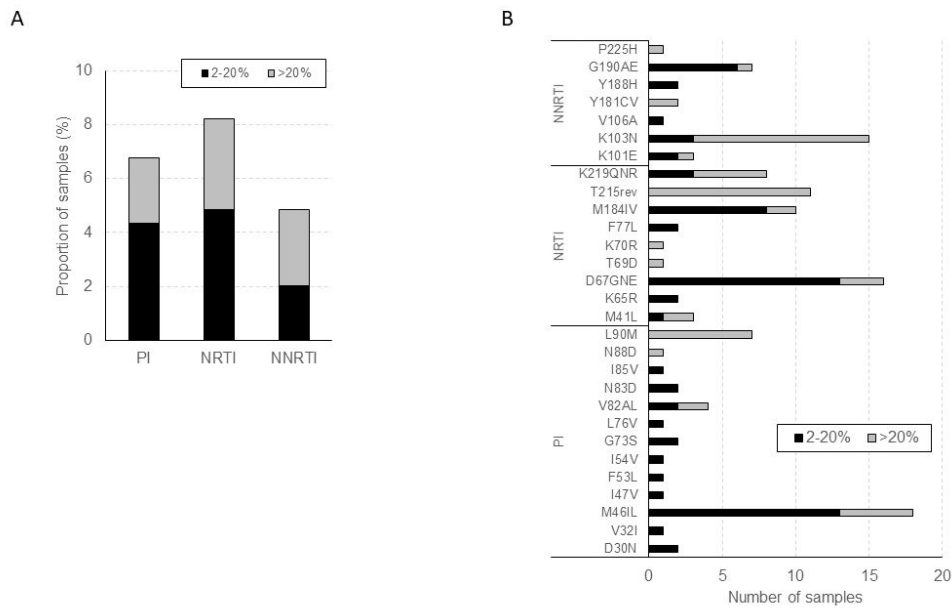 A
2-20% >20%
Proportion of samples (%)
10
8
6
4
2
0
PI NRTI NNRTI
B
NNRTI
P225H
G190AE
Y188H
Y181CV
V106A
K103N
K101E
NRTI
K219QNR
T215rev
M184IV
F77L
K70R
T69D
D67GNE
K65R
M41L
PI
L90M
N88D
I85V
N83D
V82AL
L76V
G73S
I54V
F53L
I47V
M46IL
V32I
D30N
2-20% >20%
0 5 10 15 20
Number of samples